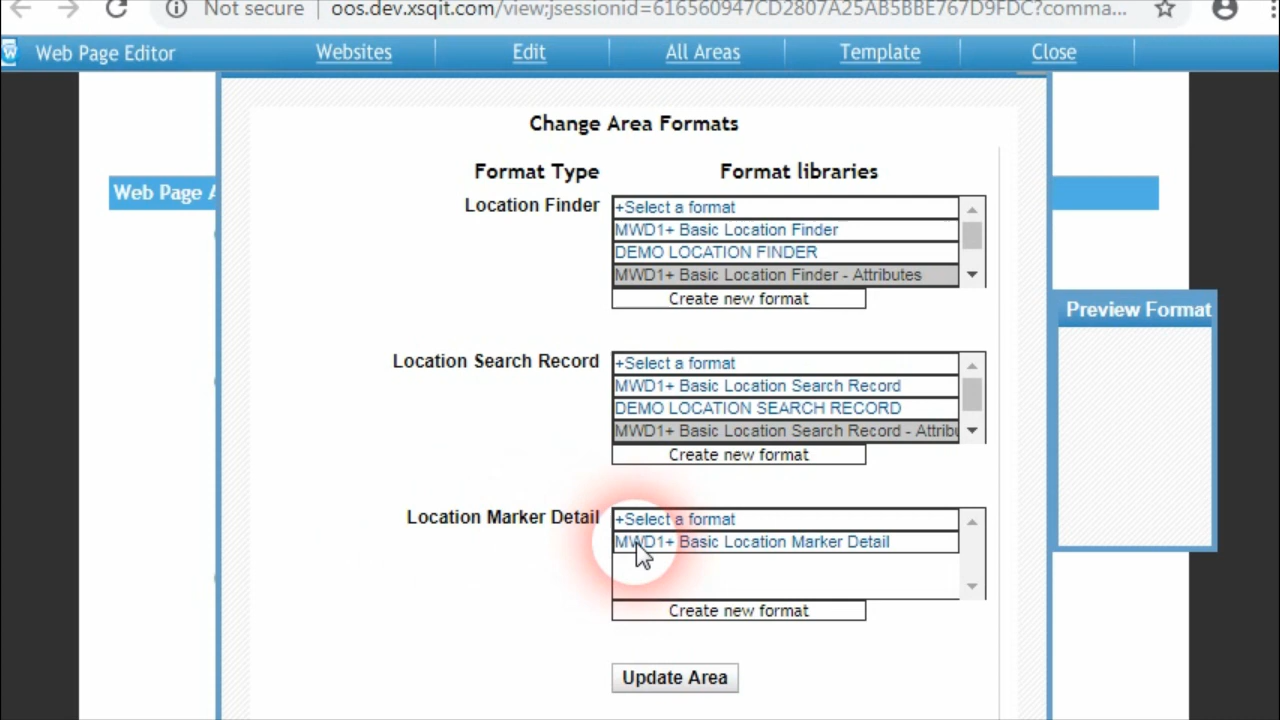 Not secure
oos.dev.xsqit.com/view;jsessionid=616560947CD2807A25AB5BBE767D9FDC?comma...
Web Page Editor
Websites
Edit
All Areas
Template
Close
Web Page A
Change Area Formats
Format Type
Format libraries
Location Finder
+Select a format
MWD1+ Basic Location Finder
DEMO LOCATION FINDER
MWD1+ Basic Location Finder - Attributes
Create new format
Preview Format
Location Search Record
+Select a format
MWD1+ Basic Location Search Record
DEMO LOCATION SEARCH RECORD
MWD1+ Basic Location Search Record - Attribu
Create new format
Location Marker Detail
+Select a format
MWD1+ Basic Location Marker Detail
Create new format
Update Area